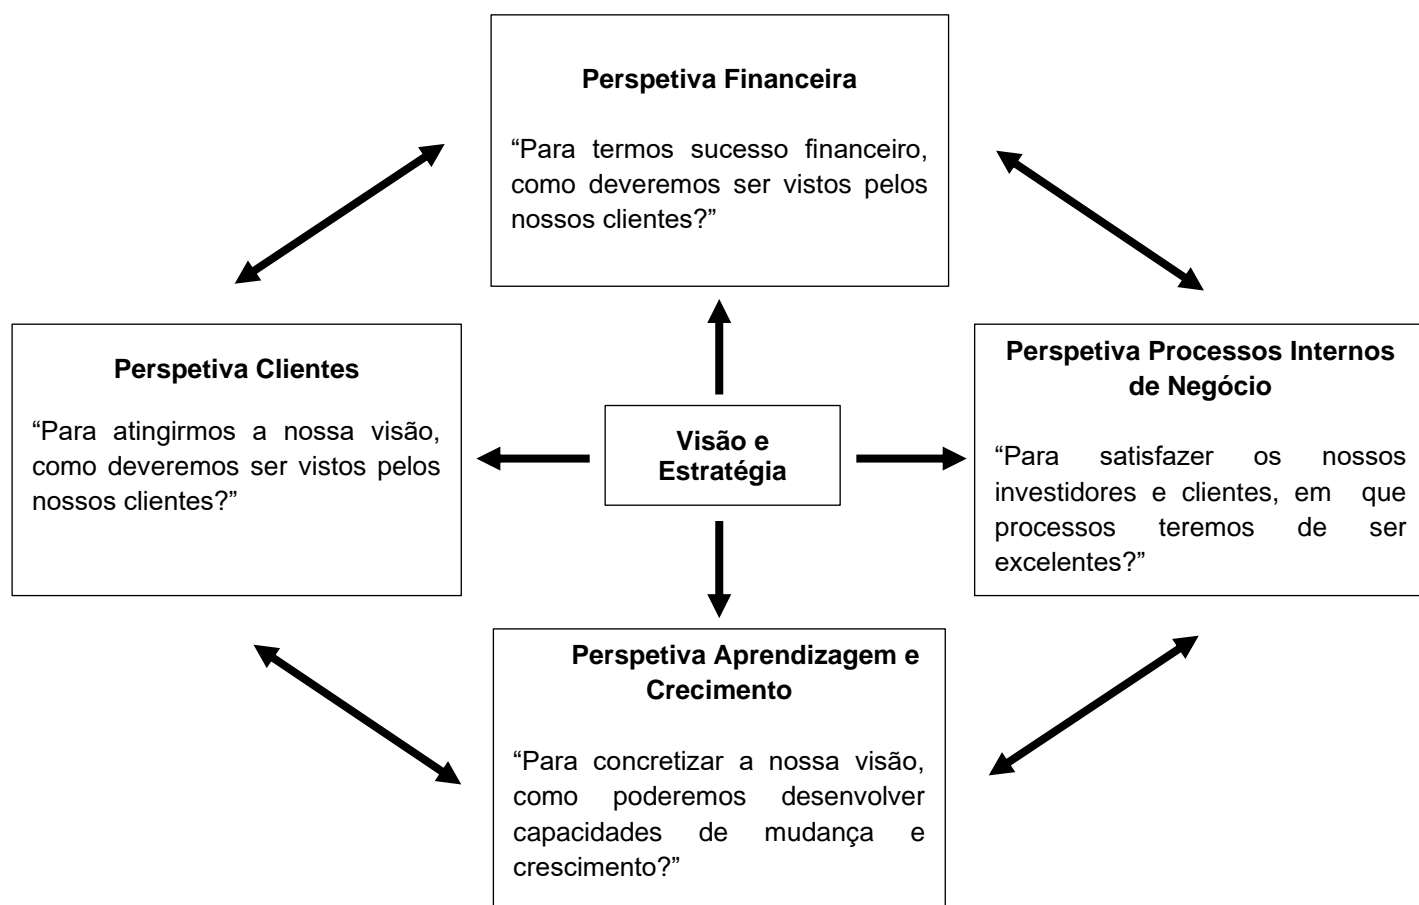 Perspetiva Financeira
“Para termos sucesso financeiro,
como deveremos ser vistos pelos
nossos clientes?”
Perspetiva Clientes
“Para atingirmos a nossa visão,
como deveremos ser vistos pelos
nossos clientes?”
Visão e
Estratégia
Perspetiva Processos Internos
de Negócio
“Para satisfazer os nossos
investidores e clientes, em que
processos teremos de ser
excelentes?”
Perspetiva Aprendizagem e
Crecimento
“Para concretizar a nossa visão,
como poderemos desenvolver
capacidades de mudança e
crescimento?”